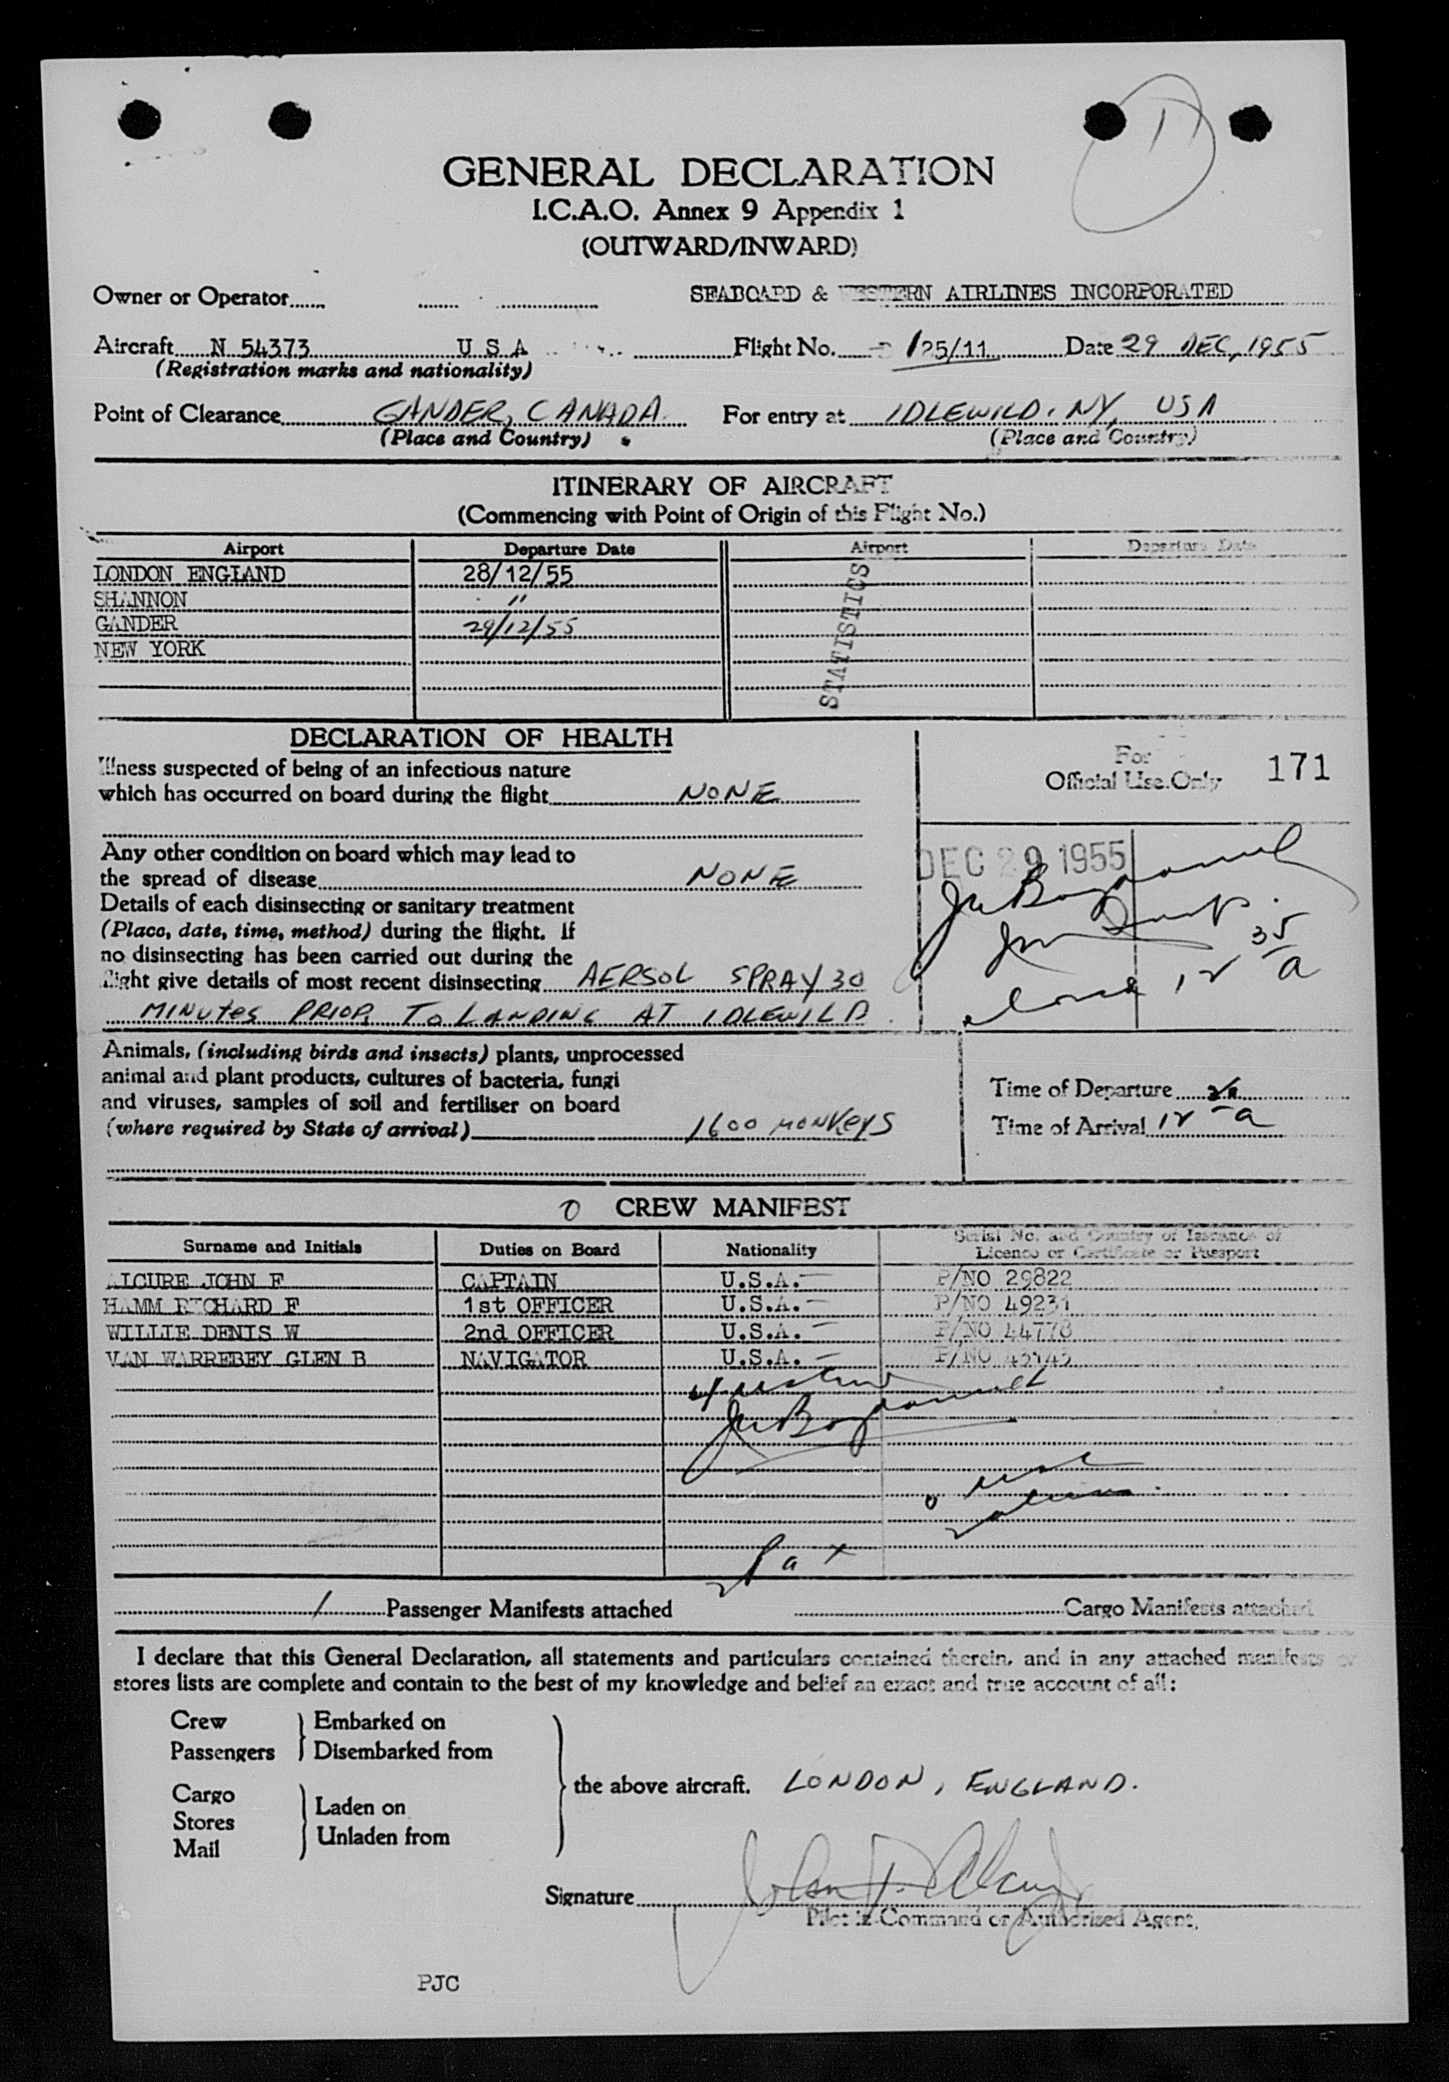 GENERAL DECLARATION
I.C.A.O. Annex 9 Appendix 1
(OUTWARD/INWARD)
Owner or Operator SEABOARD & WESTERN AIRLINES INCORPORATED
Aircraft N 54373 U S A Flight No. 125/11 Date 29 DEC, 1955
(Registration marks and nationality)
Point of Clearance GANDER, CANADA. For entry at IDLEWILD. NY, USA
(Place and Country) (Place and Country)
ITINERARY OF AIRCRAFT
(Commencing with Point of Origin of this Flight No.)
Airport Departure Date Airport Departure Date
LONDON ENGLAND 28/12/55
SHANNON "
GANDER 29/12/55
NEW YORK
STATISTICS
DECLARATION OF HEALTH
Illness suspected of being of an infectious nature
which has occurred on board during the flight NONE
For
Official Use Only 171
Any other condition on board which may lead to
the spread of disease NONE
DEC 29 1955
Details of each disinsecting or sanitary treatment
(Place, date, time, method) during the flight. If
no disinsecting has been carried out during the
flight give details of most recent disinsecting AERSOL SPRAY 30
MINUTES PRIOR TO LANDING AT IDLEWILD
12 35 a
Animals, (including birds and insects) plants, unprocessed
animal and plant products, cultures of bacteria, fungi
and viruses, samples of soil and fertiliser on board
(where required by State of arrival) 1600 MONKEYS
Time of Departure
Time of Arrival 12 - a
0 CREW MANIFEST
Surname and Initials Duties on Board Nationality Serial No. and Country of Issuance of
Licence or Certificate or Passport
ALCURE JOHN F CAPTAIN U.S.A. P/NO 29822
HAMM RICHARD F 1st OFFICER U.S.A. P/NO 49231
WILLIE DENIS W 2nd OFFICER U.S.A. P/NO 44778
VAN WARREBEY GLEN B NAVIGATOR U.S.A. P/NO
Pax
1 Passenger Manifests attached Cargo Manifests attached
I declare that this General Declaration, all statements and particulars contained therein, and in any attached manifests or
stores lists are complete and contain to the best of my knowledge and belief an exact and true account of all:
Crew Embarked on
Passengers Disembarked from
the above aircraft. LONDON, ENGLAND.
Cargo Laden on
Stores
Mail Unladen from
Signature
Pilot in Command or Authorised Agent.
PJC